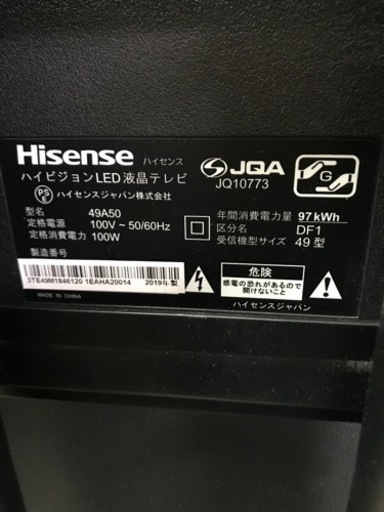 Hisense ハイセンス
ハイビジョンLED液晶テレビ
PS E ハイセンスジャパン株式会社
型名 49A50
定格電源 100V ~ 50/60Hz
定格消費電力 100W
製造番号
3TE49M1846120 1EAHA20014 2019年製
MADE IN CHINA
JQA
JQ10773
G
年間消費電力量 97kWh
区分名 DF1
受信機型サイズ 49型
危険
感電の恐れがあるので
開けないこと
ハイセンスジャパン